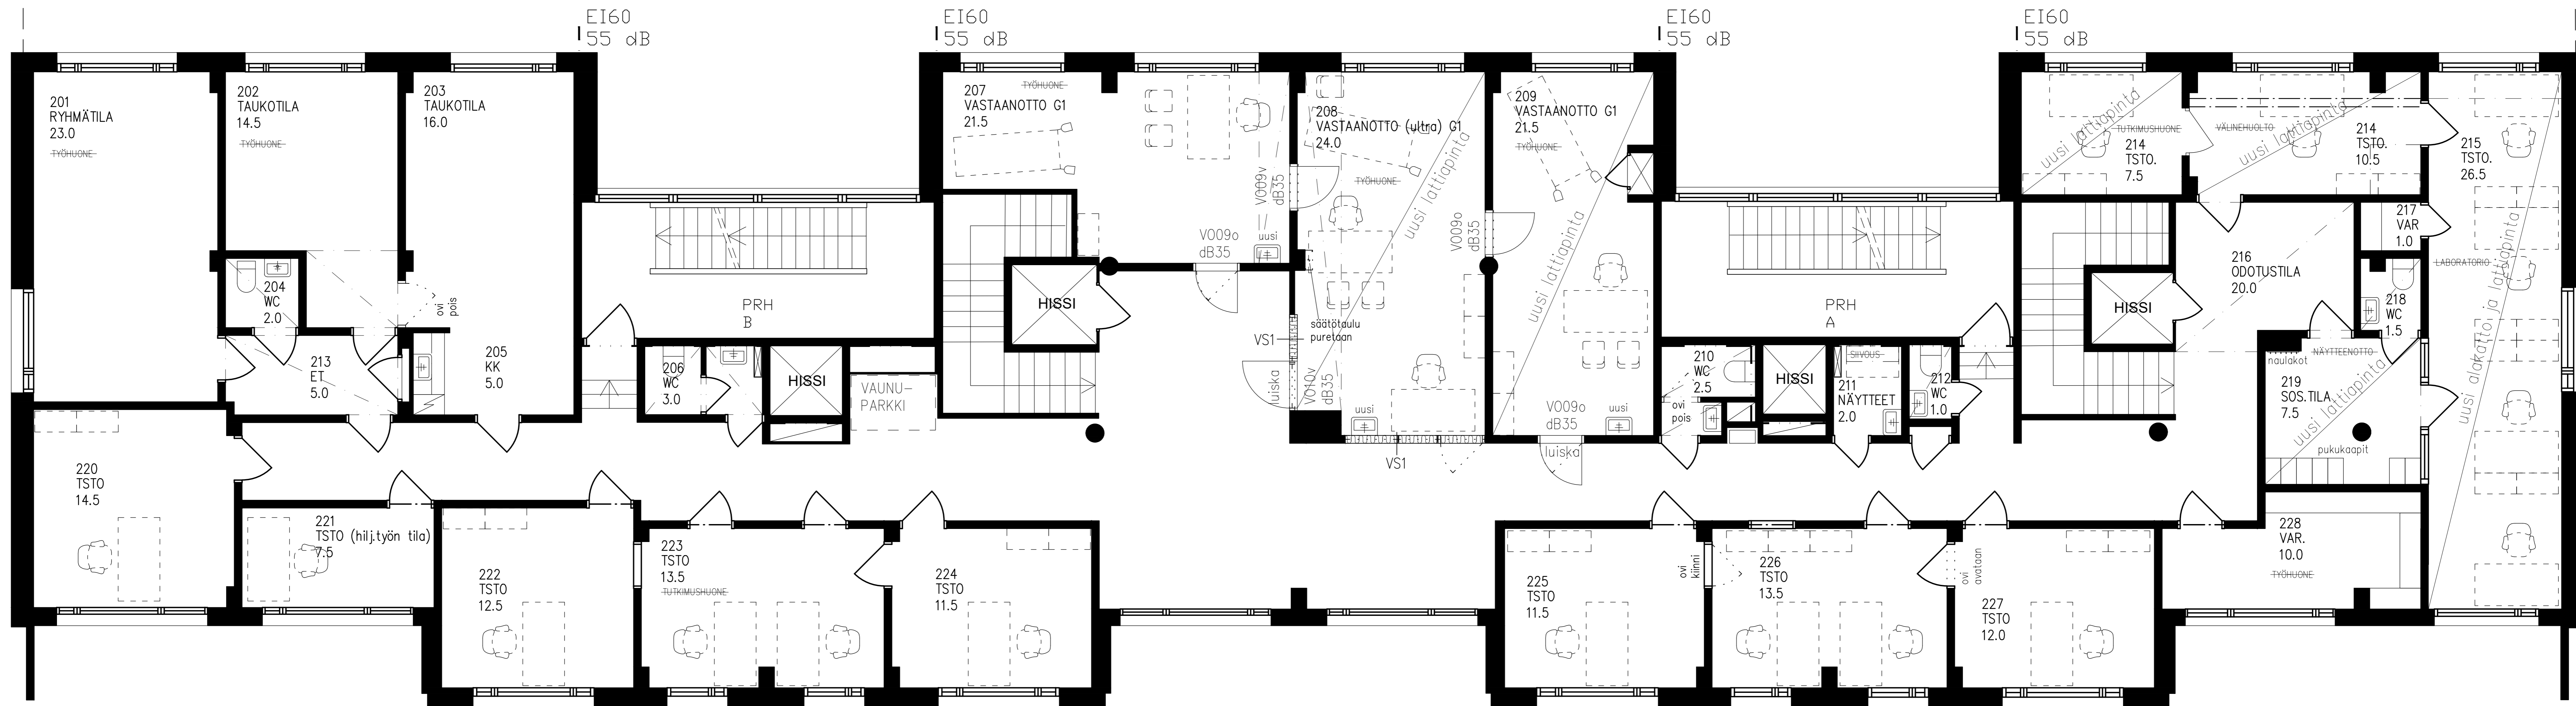 EI60
55 dB
EI60
55 dB
EI60
55 dB
EI60
55 dB
201
RYHMÄTILA
23.0
TYÖHUONE
202
TAUKOTILA
14.5
TYÖHUONE
203
TAUKOTILA
16.0
204
WC
2.0
ovi
pois
213
ET
5.0
205
KK
5.0
PRH
B
206
WC
3.0
HISSI
VAUNU-
PARKKI
207
VASTAANOTTO G1
21.5
TYÖHUONE
HISSI
VO09v
dB35
VO09o
dB35
uusi
208
VASTAANOTTO (ultra) G1
24.0
TYÖHUONE
uusi lattiapinta
säätötaulu
puretaan
VS1
luiska
VO10v
dB35
uusi
VS1
209
VASTAANOTTO G1
21.5
TYÖHUONE
VO09o
dB35
uusi lattiapinta
VO09o
dB35
uusi
luiska
PRH
A
210
WC
2.5
ovi
pois
HISSI
SIIVOUS
211
NÄYTTEET
2.0
212
WC
1.0
HISSI
uusi lattiapinta
TUTKIMUSHUONE
214
TSTO.
7.5
VÄLINEHUOLTO
uusi lattiapinta
214
TSTO.
10.5
215
TSTO.
26.5
LABORATORIO
uusi alakatto ja lattiapinta
216
ODOTUSTILA
20.0
217
VAR
1.0
218
WC
1.5
naulakot
NÄYTTEENOTTO
219
SOS.TILA
7.5
uusi lattiapinta
pukukaapit
220
TSTO
14.5
221
TSTO (hilj.työn tila)
7.5
222
TSTO
12.5
223
TSTO
13.5
TUTKIMUSHUONE
224
TSTO
11.5
225
TSTO
11.5
ovi
kiinni
226
TSTO
13.5
ovi
avataan
227
TSTO
12.0
228
VAR.
10.0
TYÖHUONE